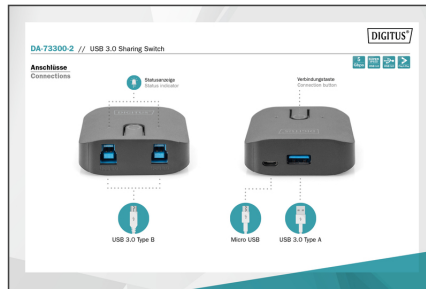 DIGITUS®
DA-73300-2 // USB 3.0 Sharing Switch
Anschlüsse
Connections
Statusanzeige
Status indicator
Verbindungstaste
Connection button
USB 3.0 Type B
Micro USB
USB 3.0 Type A